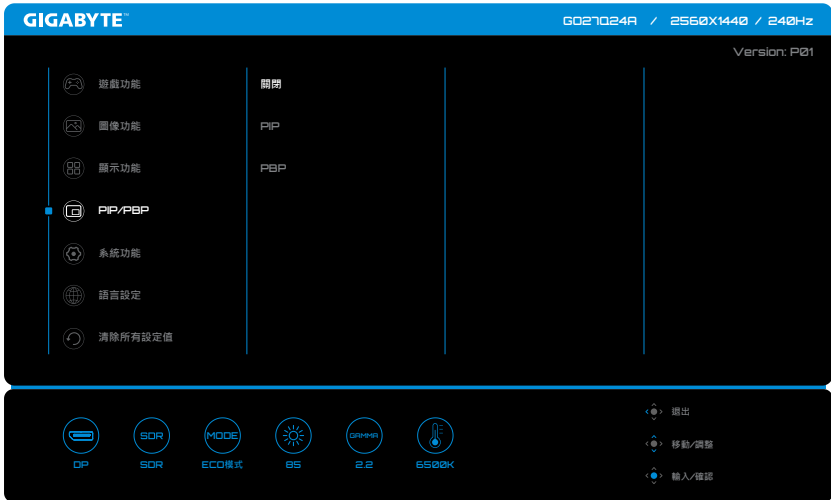 GIGABYTE™
GO27Q24A / 2560X1440 / 240Hz
Version: P01
遊戲功能
關閉
圖像功能
PIP
顯示功能
PBP
PIP/PBP
系統功能
語言設定
清除所有設定值
SDR
MODE
GAMMA
DP
SDR
ECO模式
85
2.2
6500K
退出
移動/調整
輸入/確認